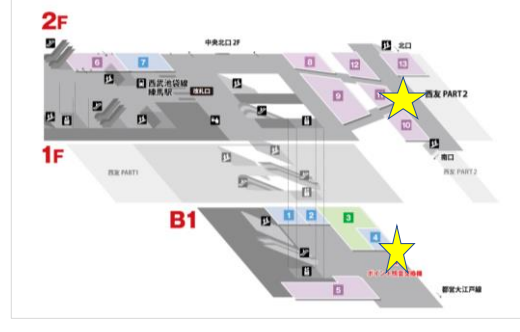 2F
中央北口 2F
北口
6
7
8
12
13
西武池袋線
練馬駅
改札口
9
西友 PART2
10
南口
1F
西友 PART1
西友 PART2
B1
1
2
3
4
5
都営大江戸線